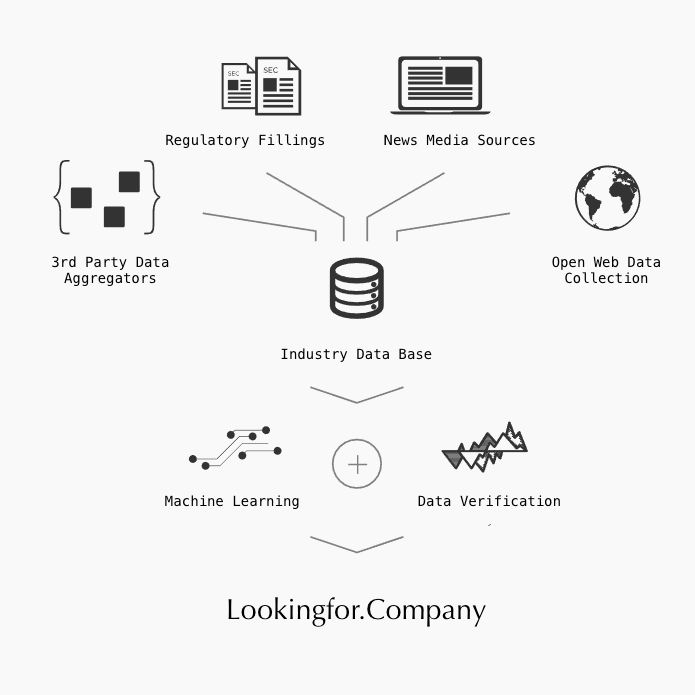 SEC
SEC
Regulatory Fillings
News Media Sources
3rd Party Data
Aggregators
Open Web Data
Collection
Industry Data Base
Machine Learning
Data Verification
Lookingfor.Company